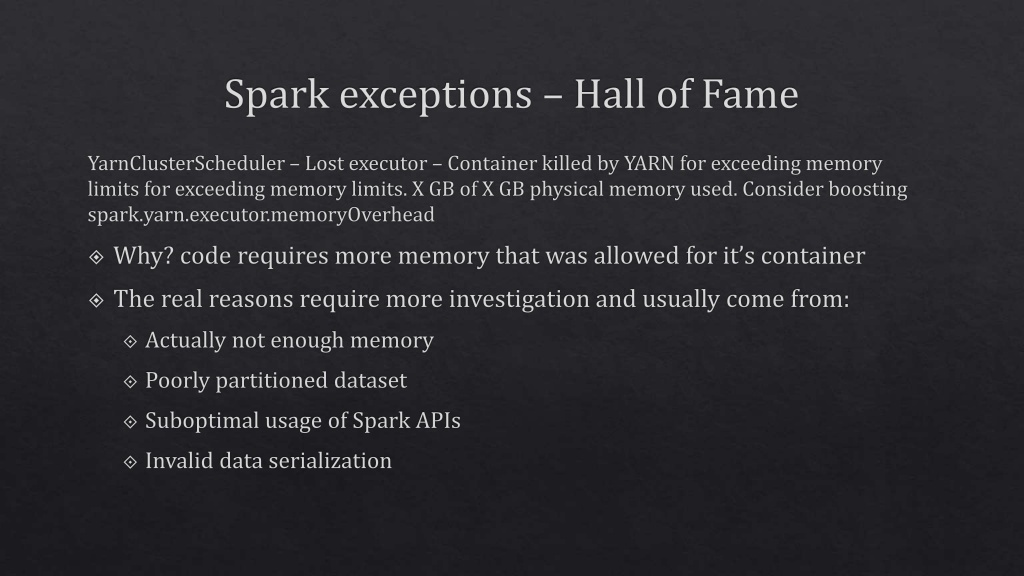 Spark exceptions – Hall of Fame
YarnClusterScheduler – Lost executor – Container killed by YARN for exceeding memory
limits for exceeding memory limits. X GB of X GB physical memory used. Consider boosting
spark.yarn.executor.memoryOverhead
Why? code requires more memory that was allowed for it’s container
The real reasons require more investigation and usually come from:
Actually not enough memory
Poorly partitioned dataset
Suboptimal usage of Spark APIs
Invalid data serialization